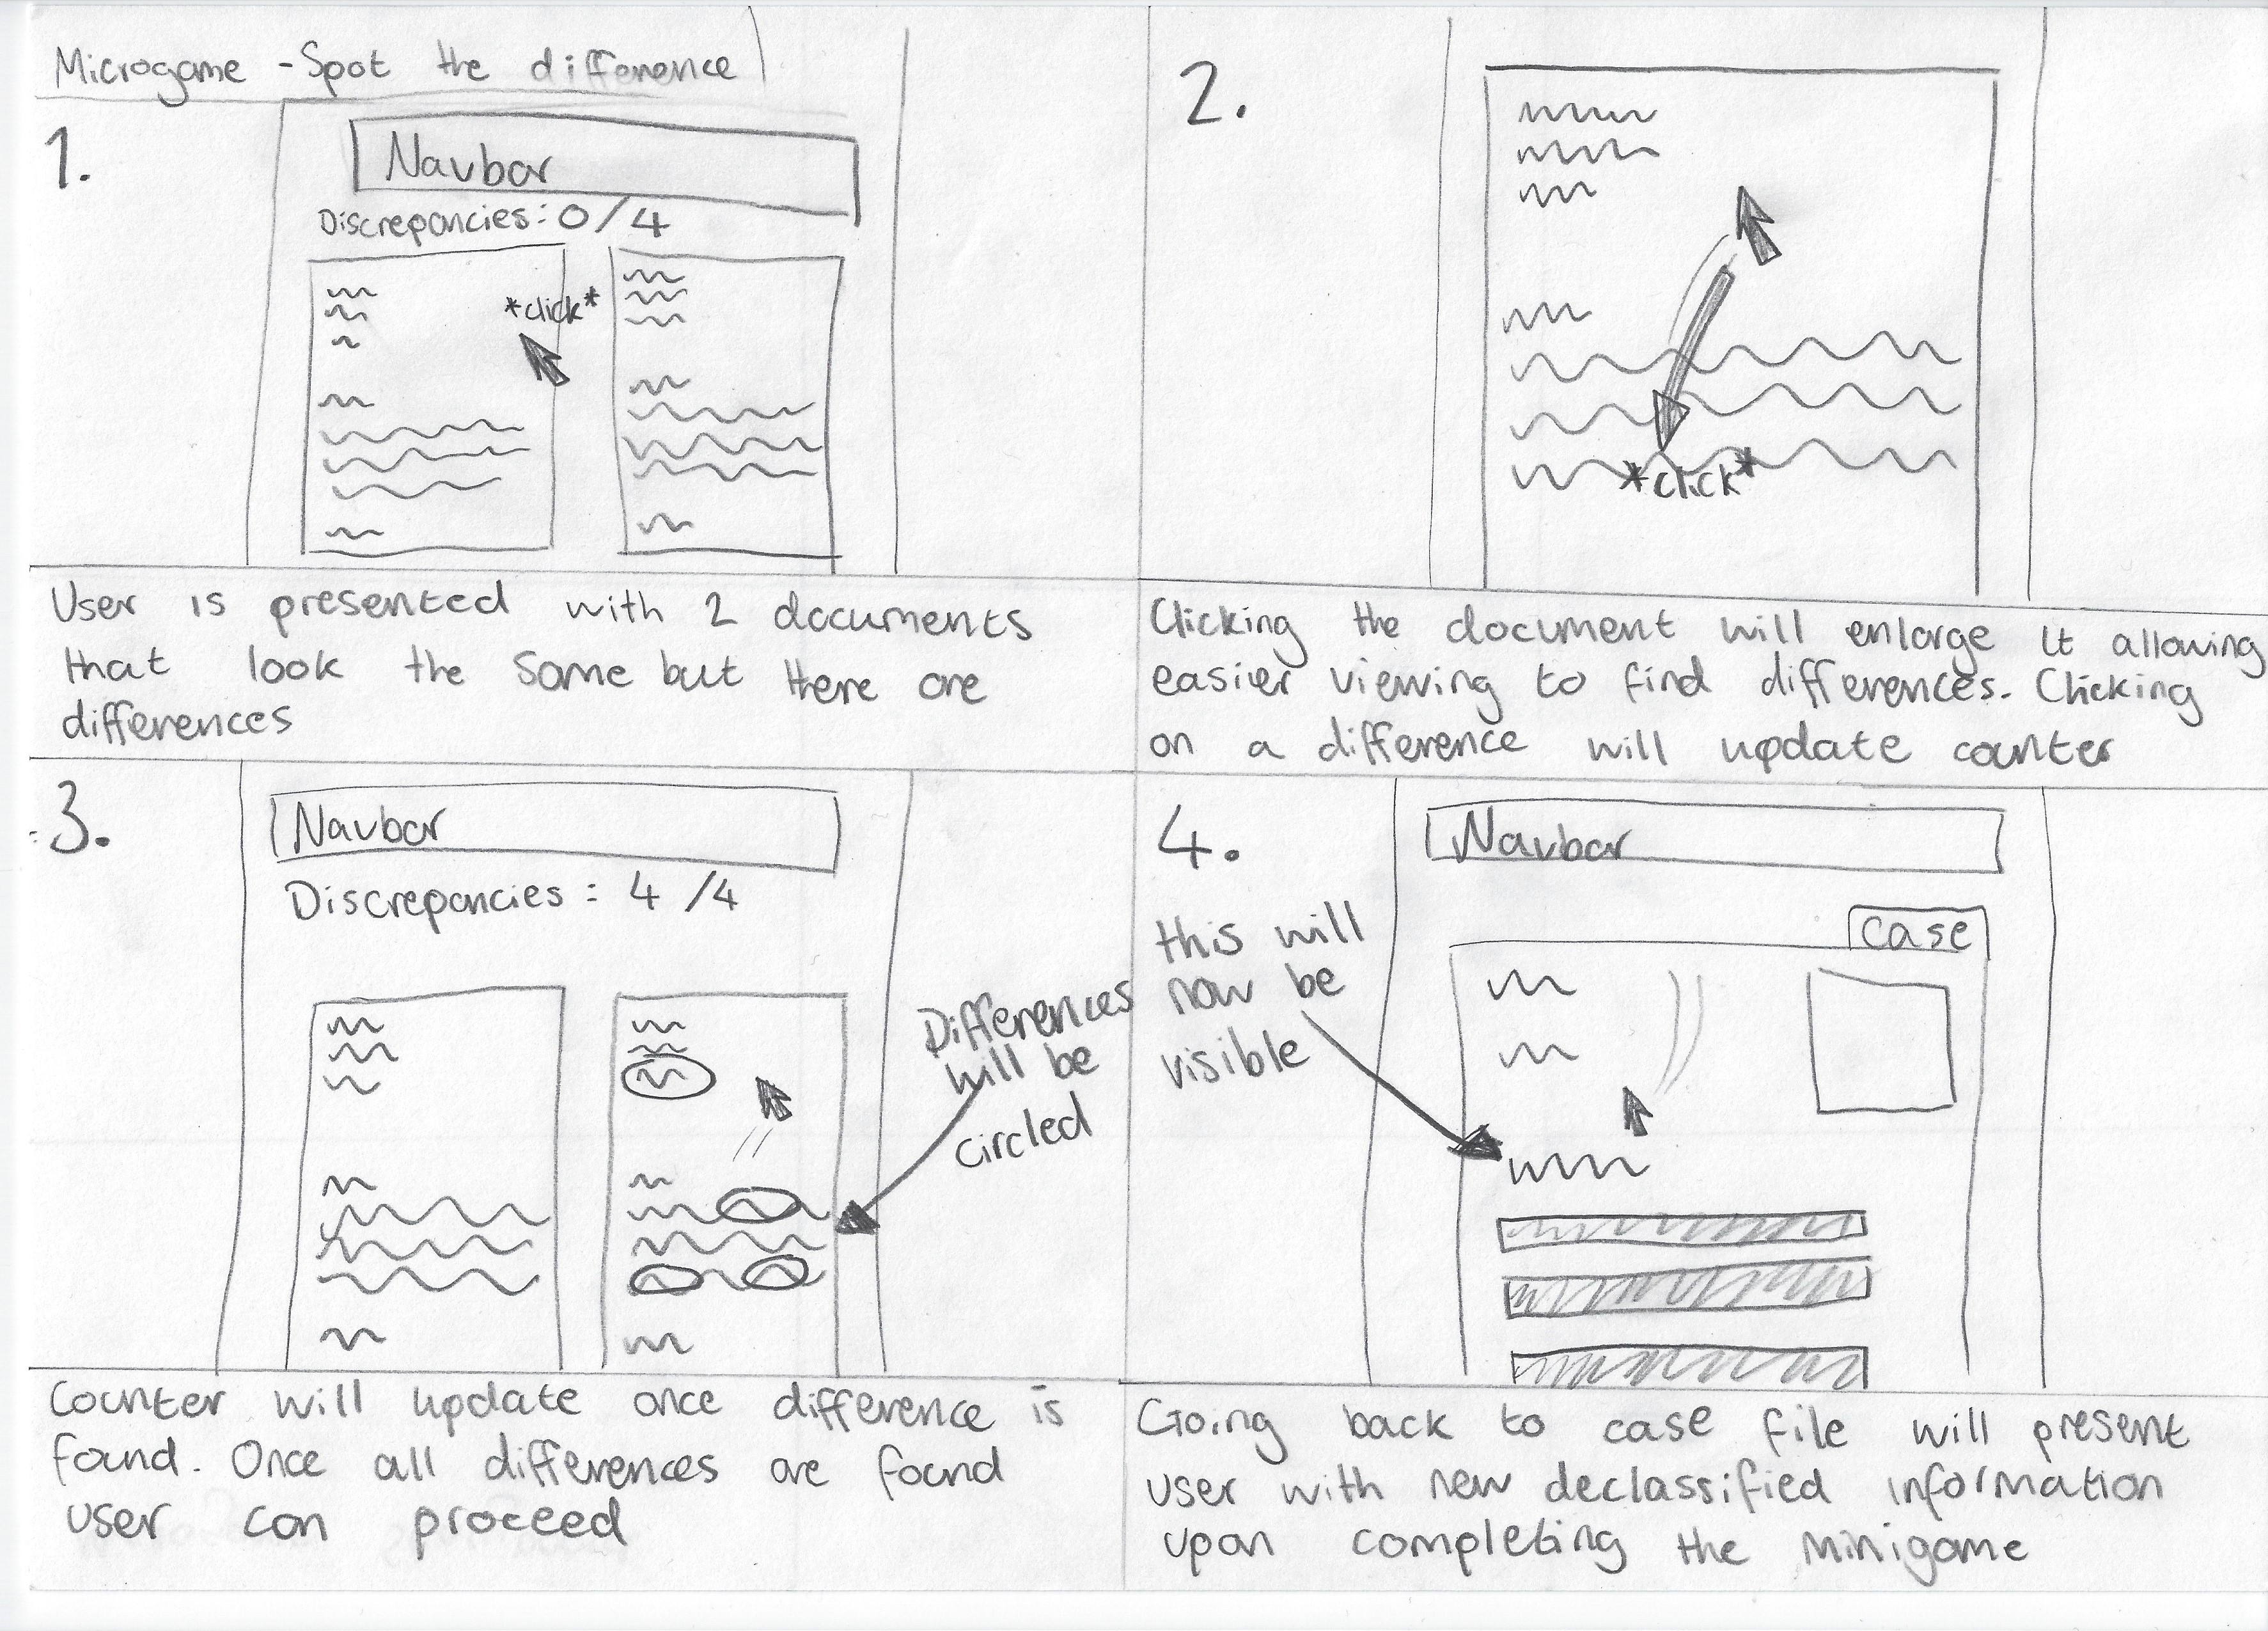 Microgame - Spot the difference
1.
Navbar
Discrepancies: 0/4
*click*
User is presented with 2 documents
that look the same but there are
differences
2.
*click*
Clicking the document will enlarge it allowing
easier viewing to find differences. Clicking
on a difference will update counter
3.
Navbar
Discrepancies: 4/4
Differences
will be
circled
Counter will update once difference is
found. Once all differences are found
user can proceed
4.
Navbar
case
this will
now be
visible
Going back to case file will present
user with new declassified information
upon completing the minigame